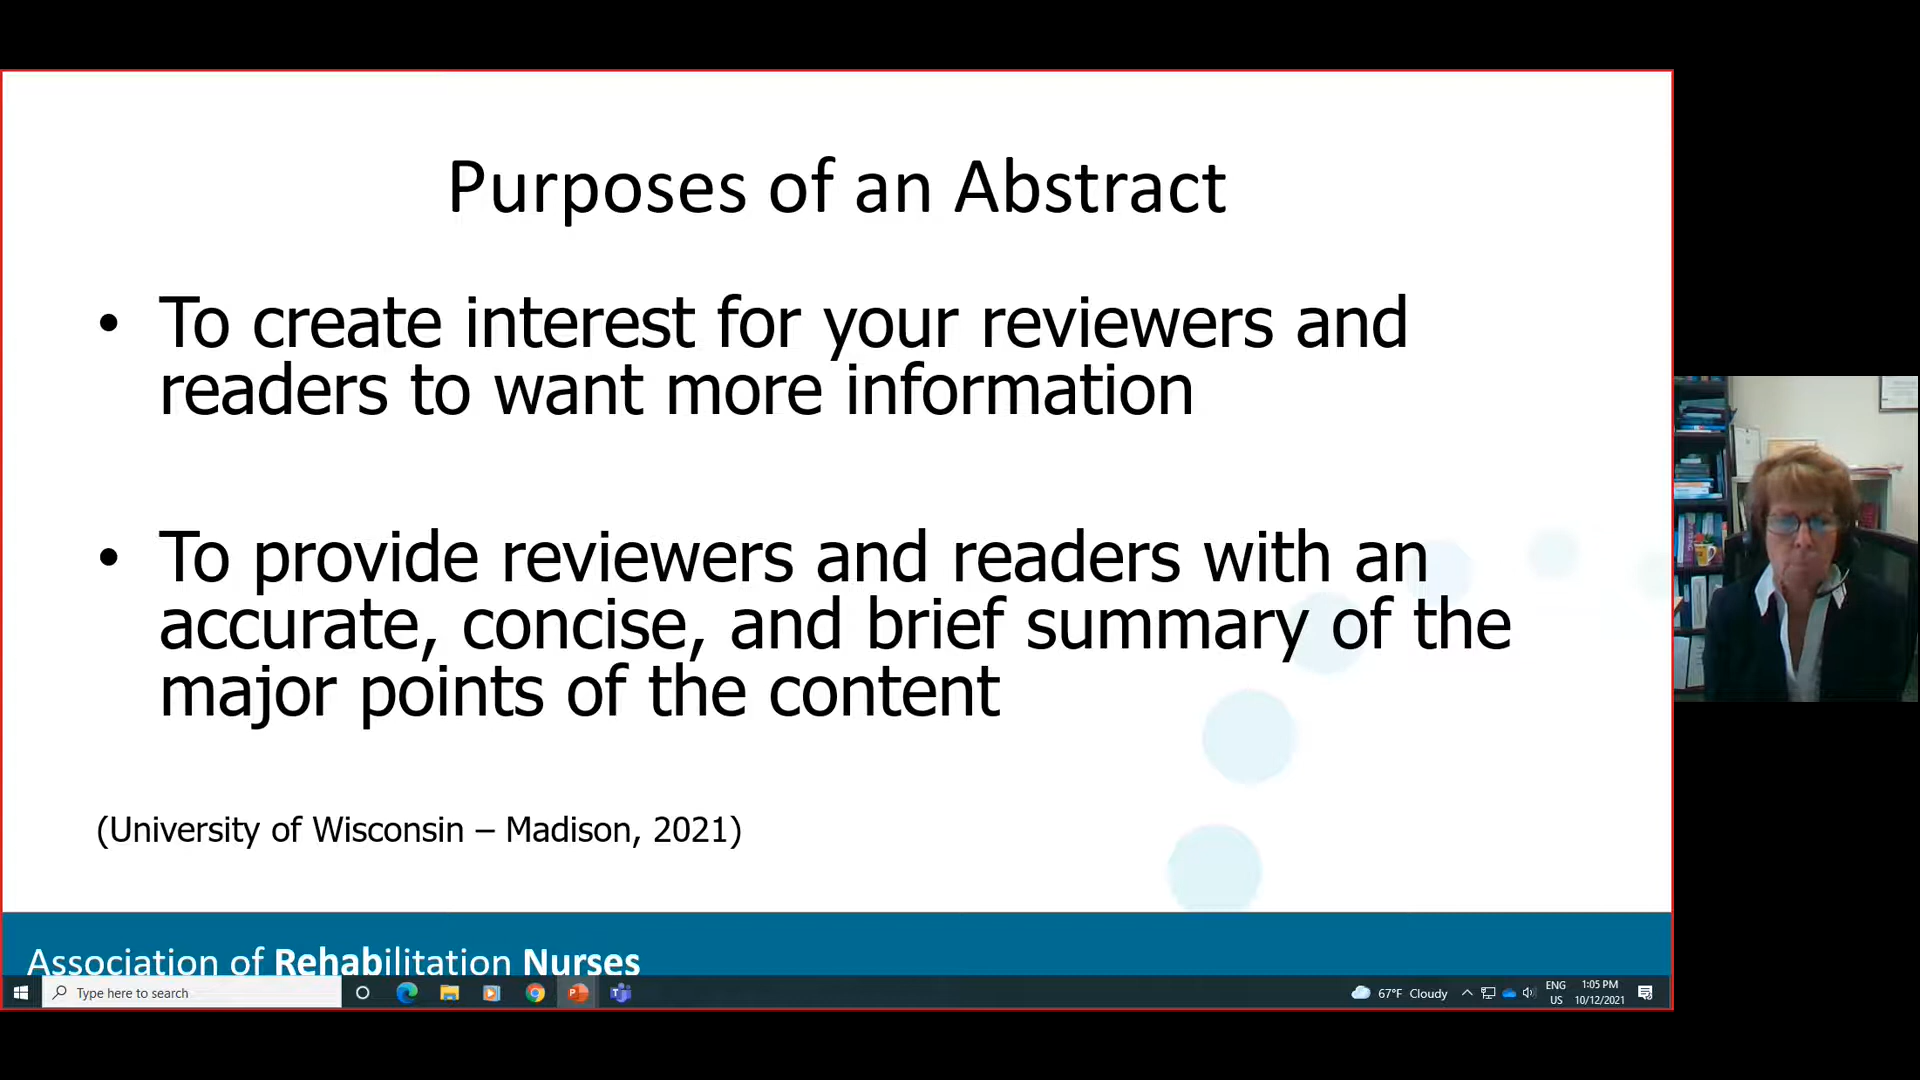 Purposes of an Abstract
• To create interest for your reviewers and
readers to want more information
• To provide reviewers and readers with an
accurate, concise, and brief summary of the
major points of the content
(University of Wisconsin – Madison, 2021)
Association of Rehabilitation Nurses
Type here to search
67°F Cloudy
ENG
US
1:05 PM
10/12/2021